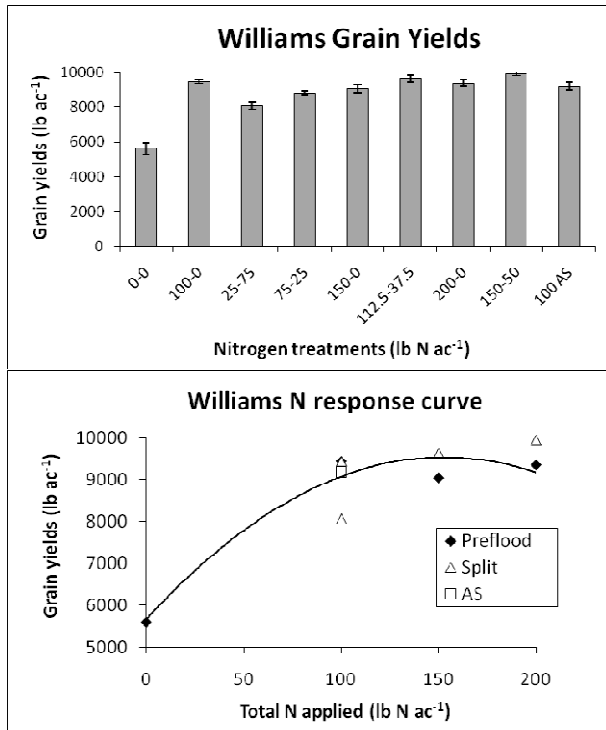 Williams Grain Yields
Grain yields (lb ac⁻¹)
10000
8000
6000
4000
2000
0
0-0
100-0
25-75
75-25
150-0
112.5-37.5
200-0
150-50
100 AS
Nitrogen treatments (lb N ac⁻¹)
Williams N response curve
Grain yields (lb ac⁻¹)
10000
9000
8000
7000
6000
5000
Preflood
Split
AS
0
50
100
150
200
Total N applied (lb N ac⁻¹)